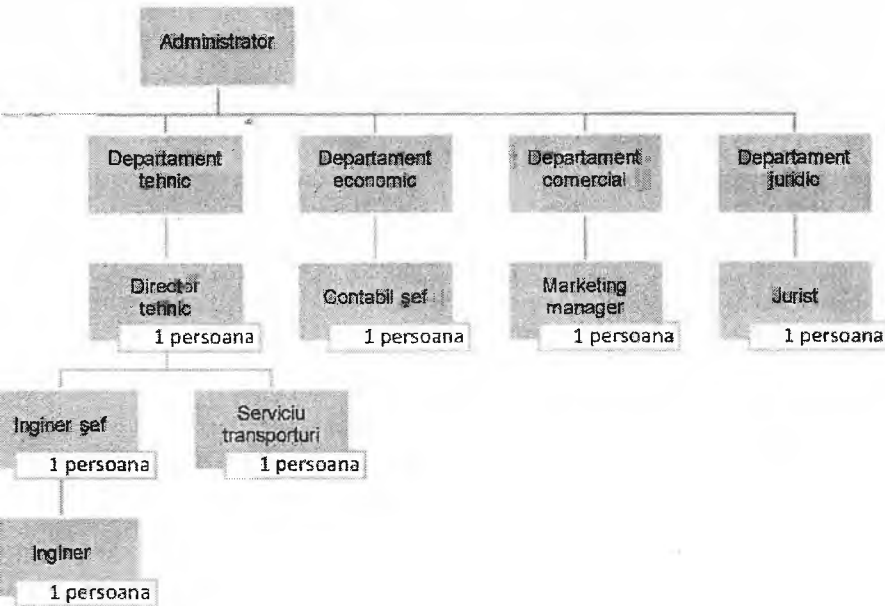 Administrator
Departament
tehnic
Departament
economic
Departament
comercial
Departament
juridic
Director
tehnic
1 persoana
Contabil şef
1 persoana
Marketing
manager
1 persoana
Jurist
1 persoana
Inginer şef
1 persoana
Serviciu
transporturi
1 persoana
Inginer
1 persoana